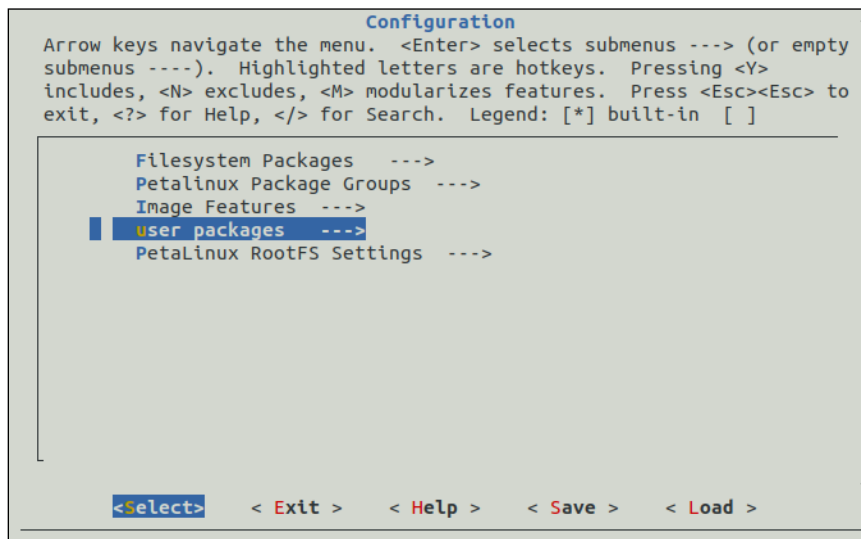 Configuration
Arrow keys navigate the menu. <Enter> selects submenus ---> (or empty
submenus ----). Highlighted letters are hotkeys. Pressing <Y>
includes, <N> excludes, <M> modularizes features. Press <Esc><Esc> to
exit, <?> for Help, </> for Search. Legend: [*] built-in [ ]
Filesystem Packages --->
Petalinux Package Groups --->
Image Features --->
user packages --->
PetaLinux RootFS Settings --->
<Select> < Exit > < Help > < Save > < Load >